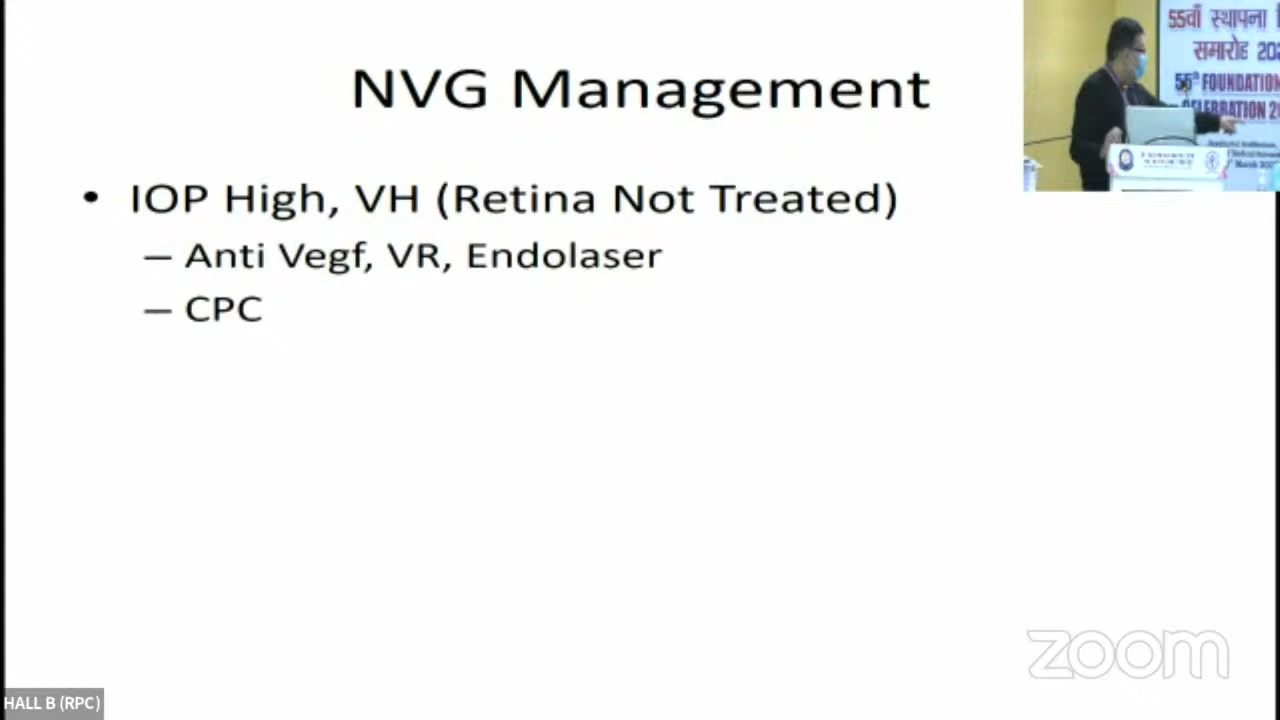 NVG Management
• IOP High, VH (Retina Not Treated)
– Anti Vegf, VR, Endolaser
– CPC
55वाँ स्थापना
समारोह
55th FOUNDATION
CELEBRATION
zoom
HALL B (RPC)